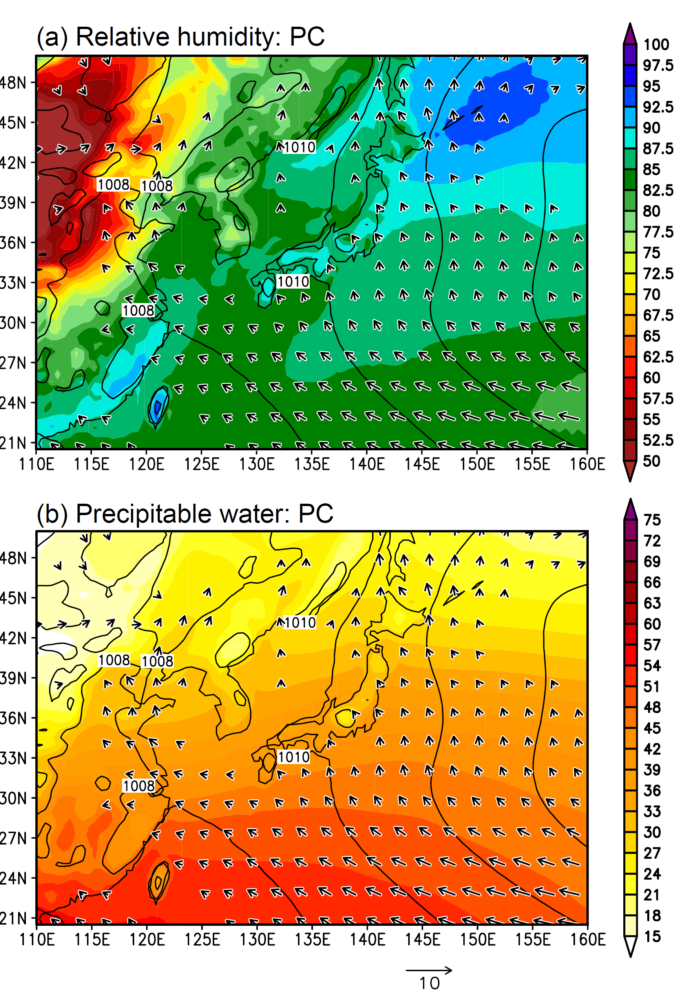 (a) Relative humidity: PC
100
97.5
95
92.5
90
87.5
85
82.5
80
77.5
75
72.5
70
67.5
65
62.5
60
57.5
55
52.5
50
48N
45N
42N
39N
36N
33N
30N
27N
24N
21N
1010
1008 1008
1010
1008
110E 115E 120E 125E 130E 135E 140E 145E 150E 155E 160E
(b) Precipitable water: PC
75
72
69
66
63
60
57
54
51
48
45
42
39
36
33
30
27
24
21
18
15
48N
45N
42N
39N
36N
33N
30N
27N
24N
21N
1010
1008 1008
1010
1008
110E 115E 120E 125E 130E 135E 140E 145E 150E 155E 160E
10